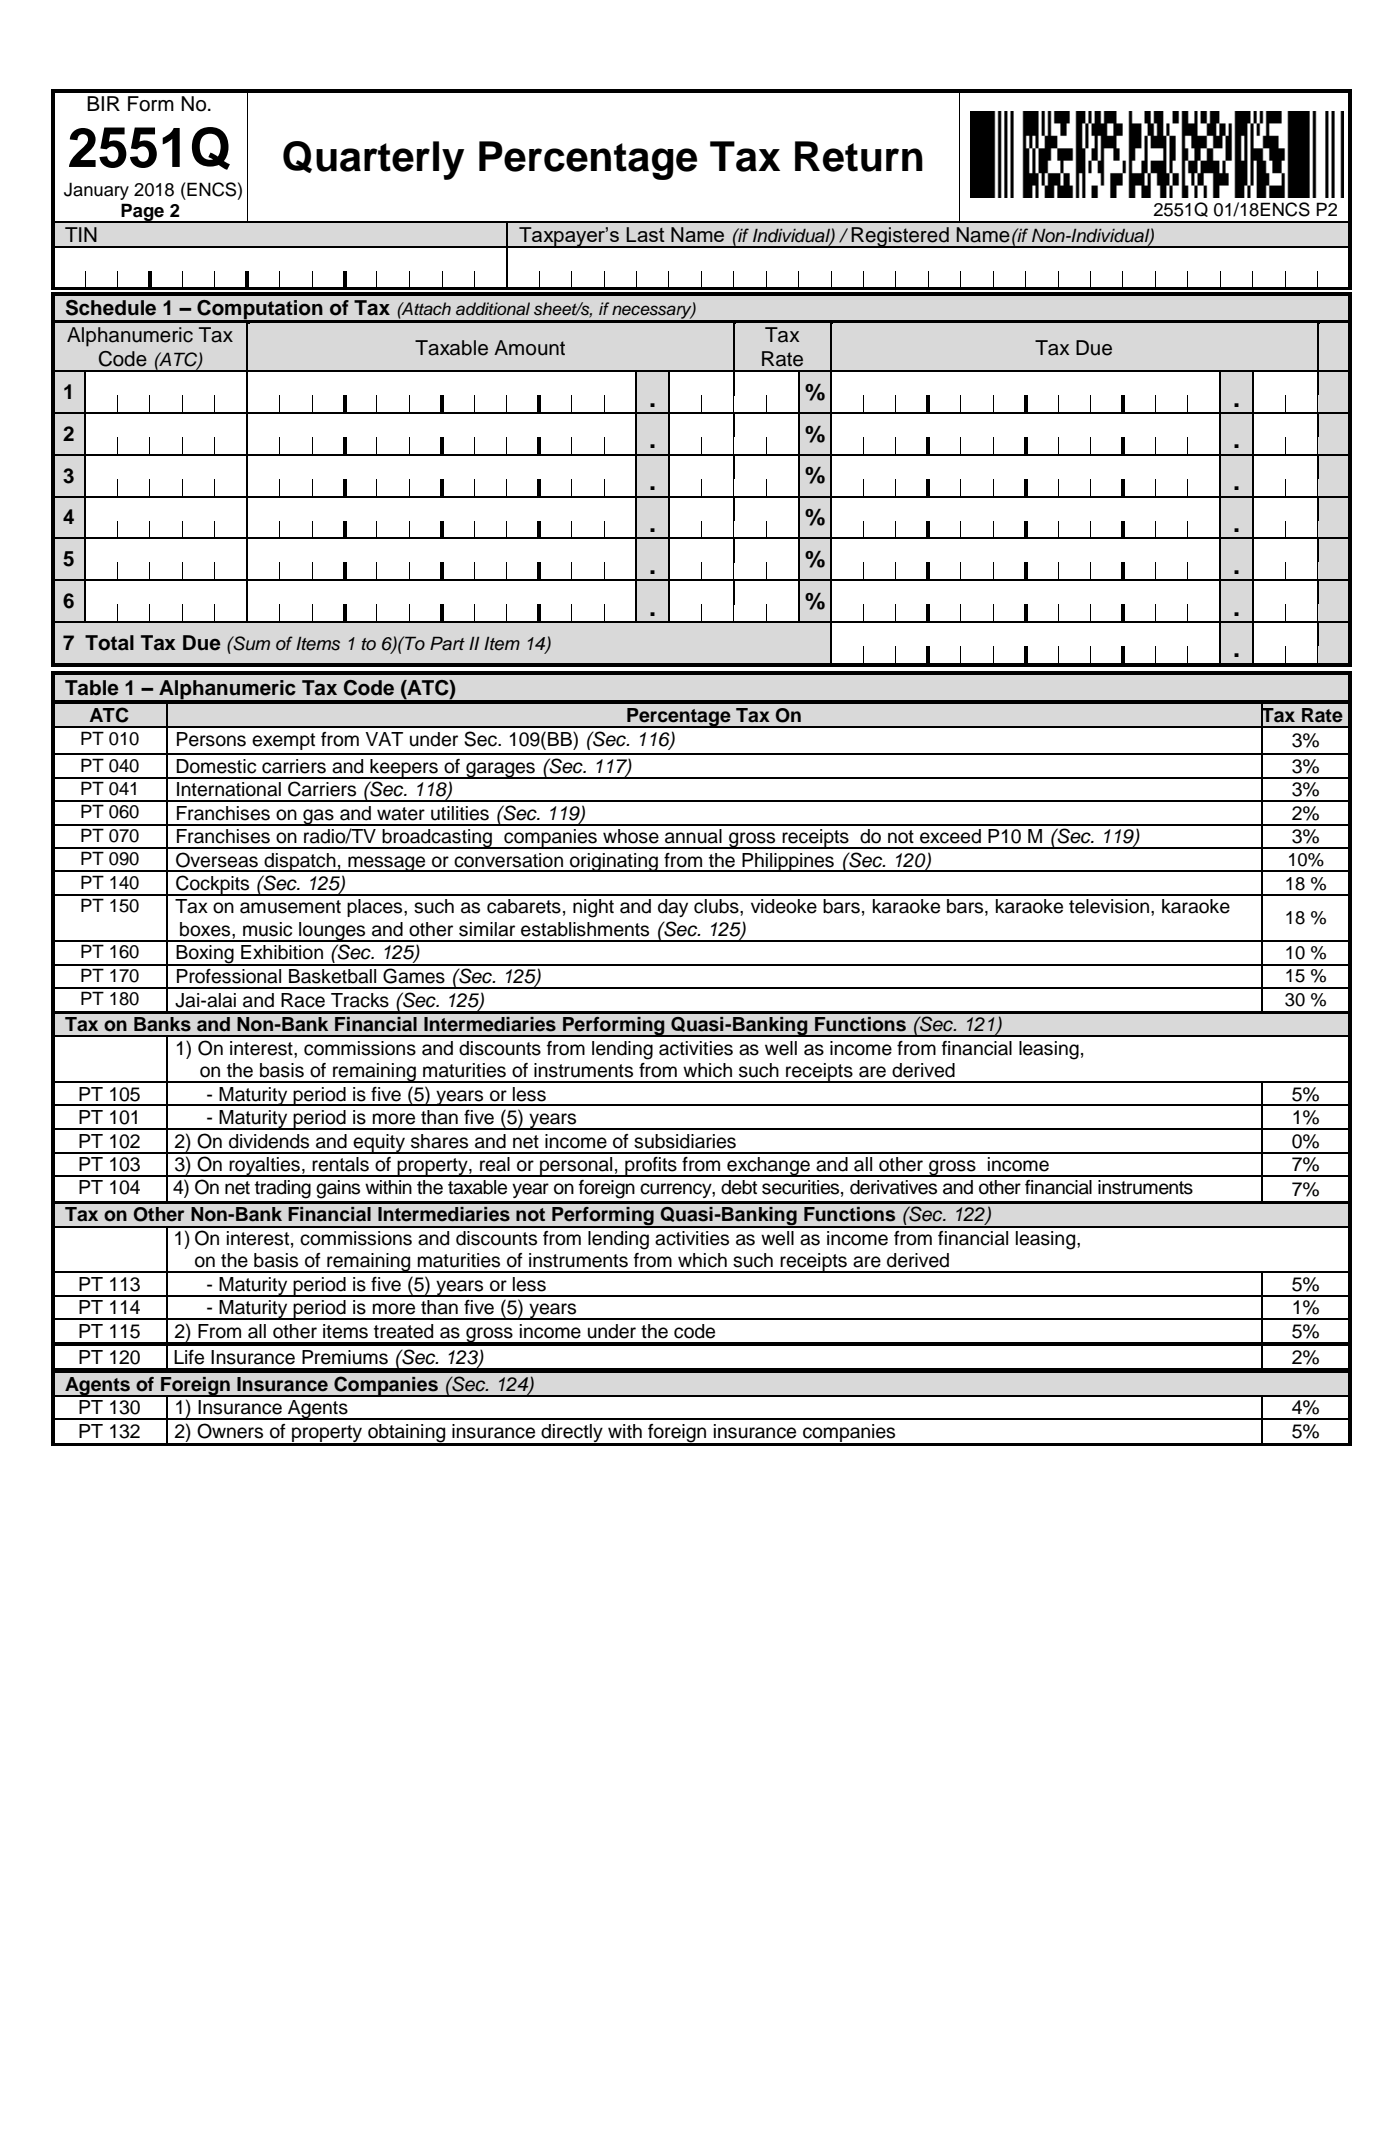 BIR Form No.
2551Q
January 2018 (ENCS)
Page 2
Quarterly Percentage Tax Return
2551Q 01/18ENCS P2
TIN
Taxpayer's Last Name (if Individual) / Registered Name(if Non-Individual)
Schedule 1 – Computation of Tax (Attach additional sheet/s, if necessary)
Alphanumeric Tax
Code (ATC)
Taxable Amount
Tax
Rate
Tax Due
1 . % .
2 . % .
3 . % .
4 . % .
5 . % .
6 . % .
7 Total Tax Due (Sum of Items 1 to 6)(To Part II Item 14) .
Table 1 – Alphanumeric Tax Code (ATC)
ATC Percentage Tax On Tax Rate
PT 010 Persons exempt from VAT under Sec. 109(BB) (Sec. 116) 3%
PT 040 Domestic carriers and keepers of garages (Sec. 117) 3%
PT 041 International Carriers (Sec. 118) 3%
PT 060 Franchises on gas and water utilities (Sec. 119) 2%
PT 070 Franchises on radio/TV broadcasting companies whose annual gross receipts do not exceed P10 M (Sec. 119) 3%
PT 090 Overseas dispatch, message or conversation originating from the Philippines (Sec. 120) 10%
PT 140 Cockpits (Sec. 125) 18 %
PT 150 Tax on amusement places, such as cabarets, night and day clubs, videoke bars, karaoke bars, karaoke television, karaoke
boxes, music lounges and other similar establishments (Sec. 125) 18 %
PT 160 Boxing Exhibition (Sec. 125) 10 %
PT 170 Professional Basketball Games (Sec. 125) 15 %
PT 180 Jai-alai and Race Tracks (Sec. 125) 30 %
Tax on Banks and Non-Bank Financial Intermediaries Performing Quasi-Banking Functions (Sec. 121)
1) On interest, commissions and discounts from lending activities as well as income from financial leasing,
on the basis of remaining maturities of instruments from which such receipts are derived
PT 105 - Maturity period is five (5) years or less 5%
PT 101 - Maturity period is more than five (5) years 1%
PT 102 2) On dividends and equity shares and net income of subsidiaries 0%
PT 103 3) On royalties, rentals of property, real or personal, profits from exchange and all other gross income 7%
PT 104 4) On net trading gains within the taxable year on foreign currency, debt securities, derivatives and other financial instruments 7%
Tax on Other Non-Bank Financial Intermediaries not Performing Quasi-Banking Functions (Sec. 122)
1) On interest, commissions and discounts from lending activities as well as income from financial leasing,
on the basis of remaining maturities of instruments from which such receipts are derived
PT 113 - Maturity period is five (5) years or less 5%
PT 114 - Maturity period is more than five (5) years 1%
PT 115 2) From all other items treated as gross income under the code 5%
PT 120 Life Insurance Premiums (Sec. 123) 2%
Agents of Foreign Insurance Companies (Sec. 124)
PT 130 1) Insurance Agents 4%
PT 132 2) Owners of property obtaining insurance directly with foreign insurance companies 5%